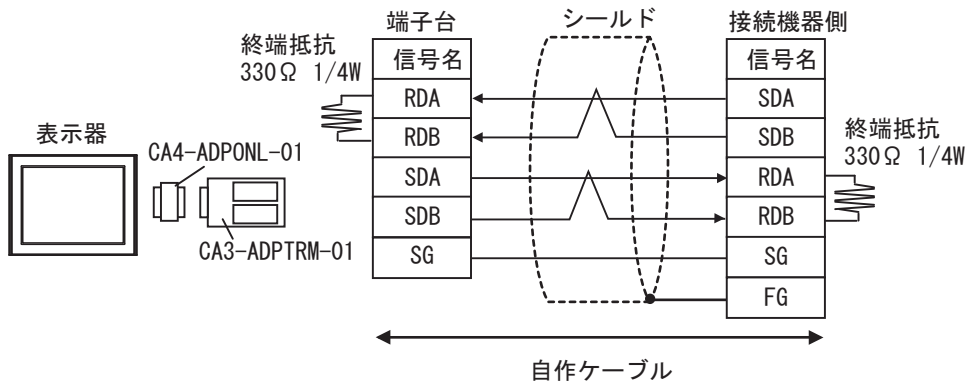 端子台
シールド
接続機器側
終端抵抗
330Ω 1/4W
信号名
信号名
RDA
SDA
RDB
SDB
表示器
CA4-ADPONL-01
終端抵抗
330Ω 1/4W
SDA
RDA
SDB
RDB
CA3-ADPTRM-01
SG
SG
FG
自作ケーブル